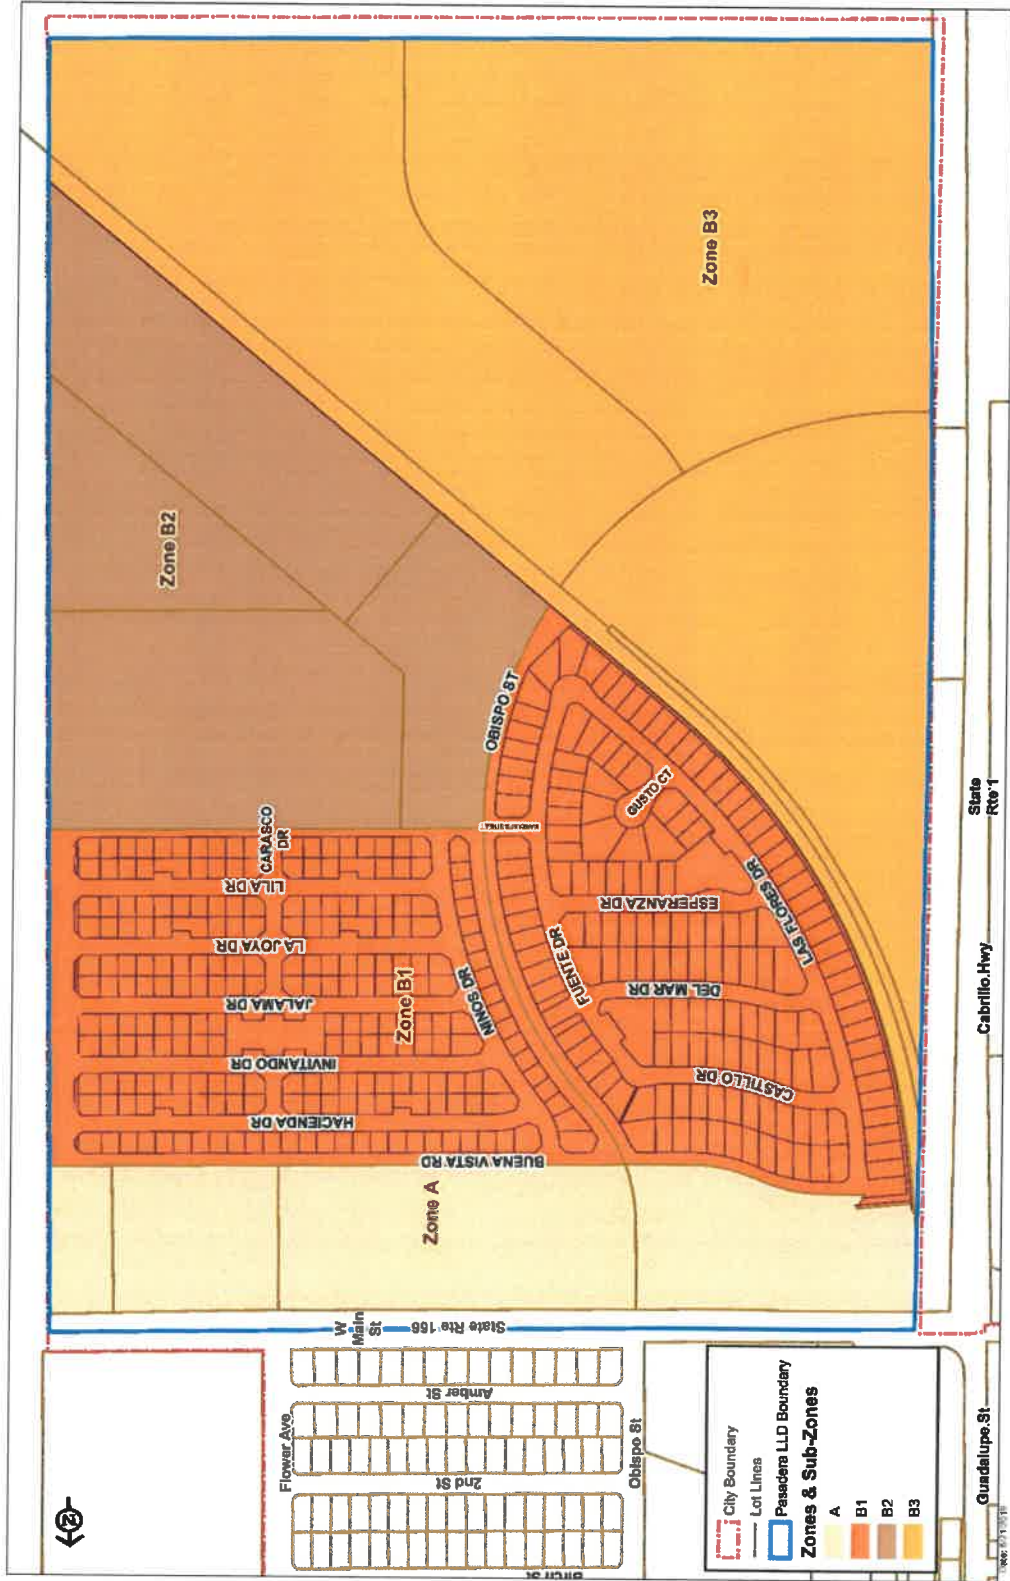 Zone B3
Zone B2
OBISPO ST
GUSTO CT
CARASCO
DR
LILA DR
LA JOYA DR
JALAMA DR
Zone B1
INVITANDO DR
HACIENDA DR
NINOS DR
FUENTE DR
ESPERANZA DR
LAS FLORES DR
DEL MAR DR
CASTILLO DR
BUENA VISTA RD
Zone A
W
Main
St
State Rte 166
Amber St
Flower Ave
2nd St
Obispo St
Birch St
State
Rte 1
Cabrillo Hwy
Guadalupe St
City Boundary
Lot Lines
Pasadera LLD Boundary
Zones & Sub-Zones
A
B1
B2
B3